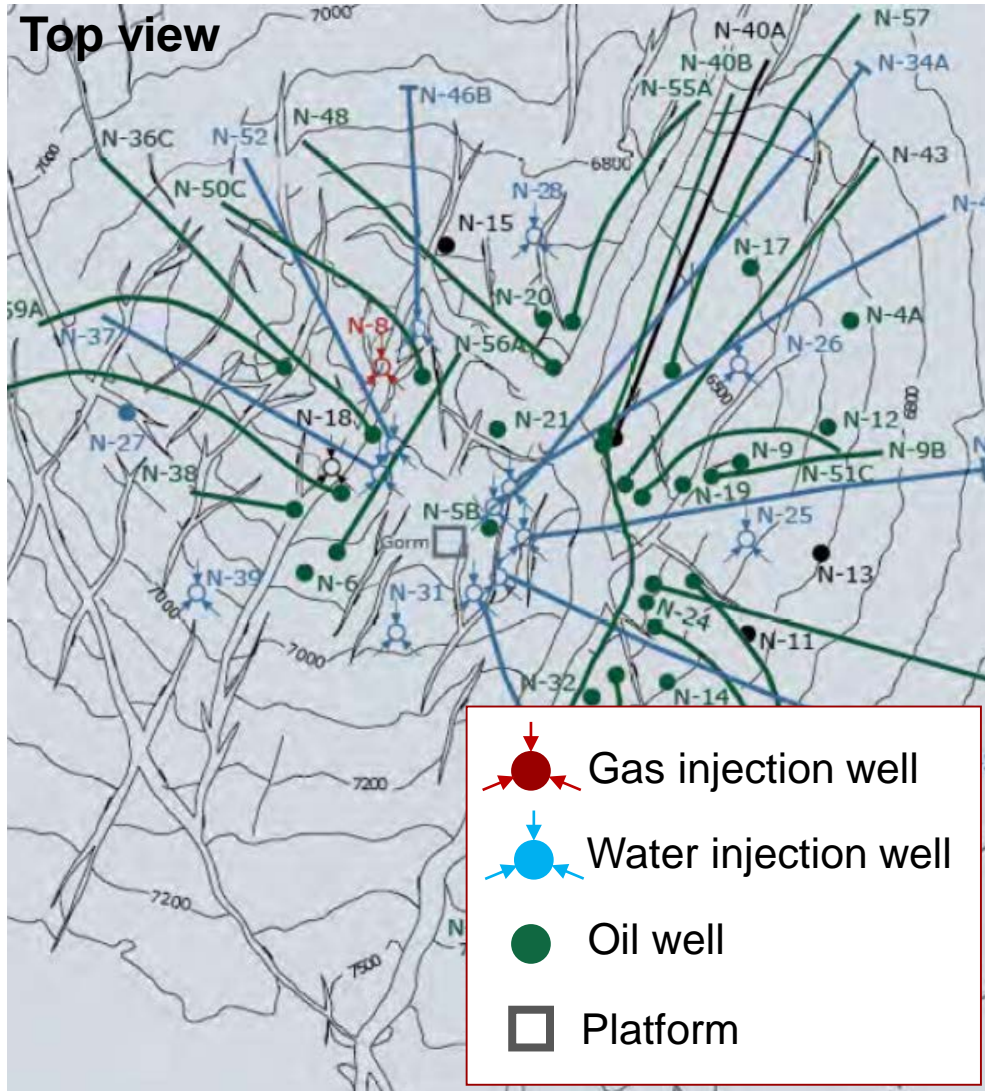 Top view
7000
N-57
N-40A
N-40B
N-34A
N-55A
N-46B
N-48
N-52
N-36C
7000
6800
N-43
N-50C
N-28
N-15
N-17
N-20
59A
N-37
N-8
N-56A
N-4A
N-26
6500
6800
N-18
N-21
N-12
N-27
N-9
N-9B
N-38
N-19
N-51C
N-5B
N-25
Gorm
N-6
N-39
N-31
N-13
7000
N-24
N-11
7000
N-32
N-14
7200
7200
7500
Gas injection well
Water injection well
Oil well
Platform